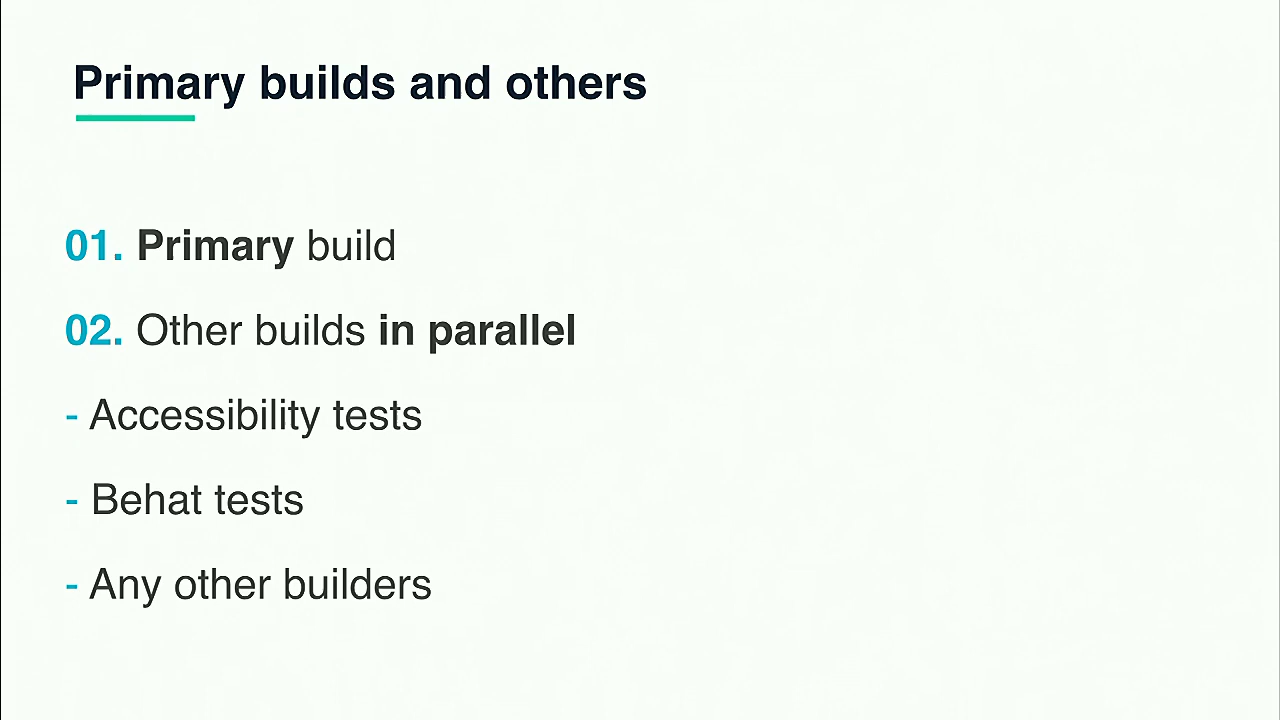 Primary builds and others
01. Primary build
02. Other builds in parallel
- Accessibility tests
- Behat tests
- Any other builders